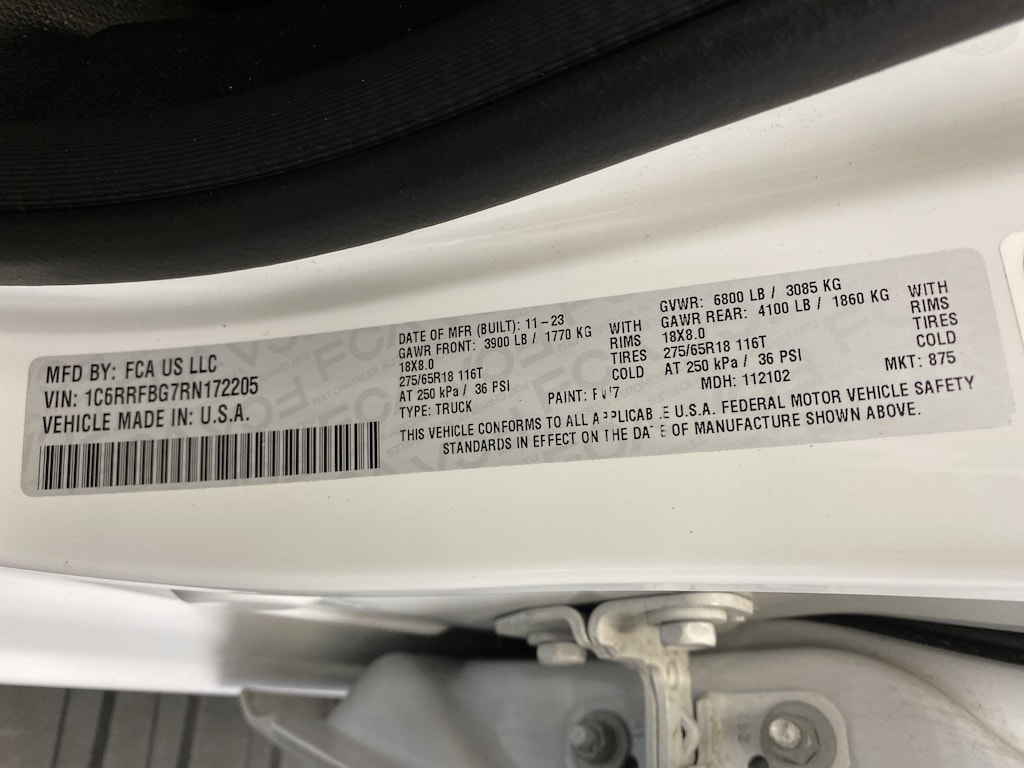 MFD BY: FCA US LLC
VIN: 1C6RRFBG7RN172205
VEHICLE MADE IN: U.S.A.
DATE OF MFR (BUILT): 11-23
GAWR FRONT: 3900 LB / 1770 KG WITH
18X8.0 RIMS
275/65R18 116T TIRES
AT 250 kPa / 36 PSI COLD
TYPE: TRUCK PAINT:
GVWR: 6800 LB / 3085 KG
GAWR REAR: 4100 LB / 1860 KG WITH
18X8.0 RIMS
275/65R18 116T TIRES
AT 250 kPa / 36 PSI COLD
MDH: 112102 MKT: 875
THIS VEHICLE CONFORMS TO ALL APPLICABLE U.S.A. FEDERAL MOTOR VEHICLE SAFETY
STANDARDS IN EFFECT ON THE DATE OF MANUFACTURE SHOWN ABOVE.